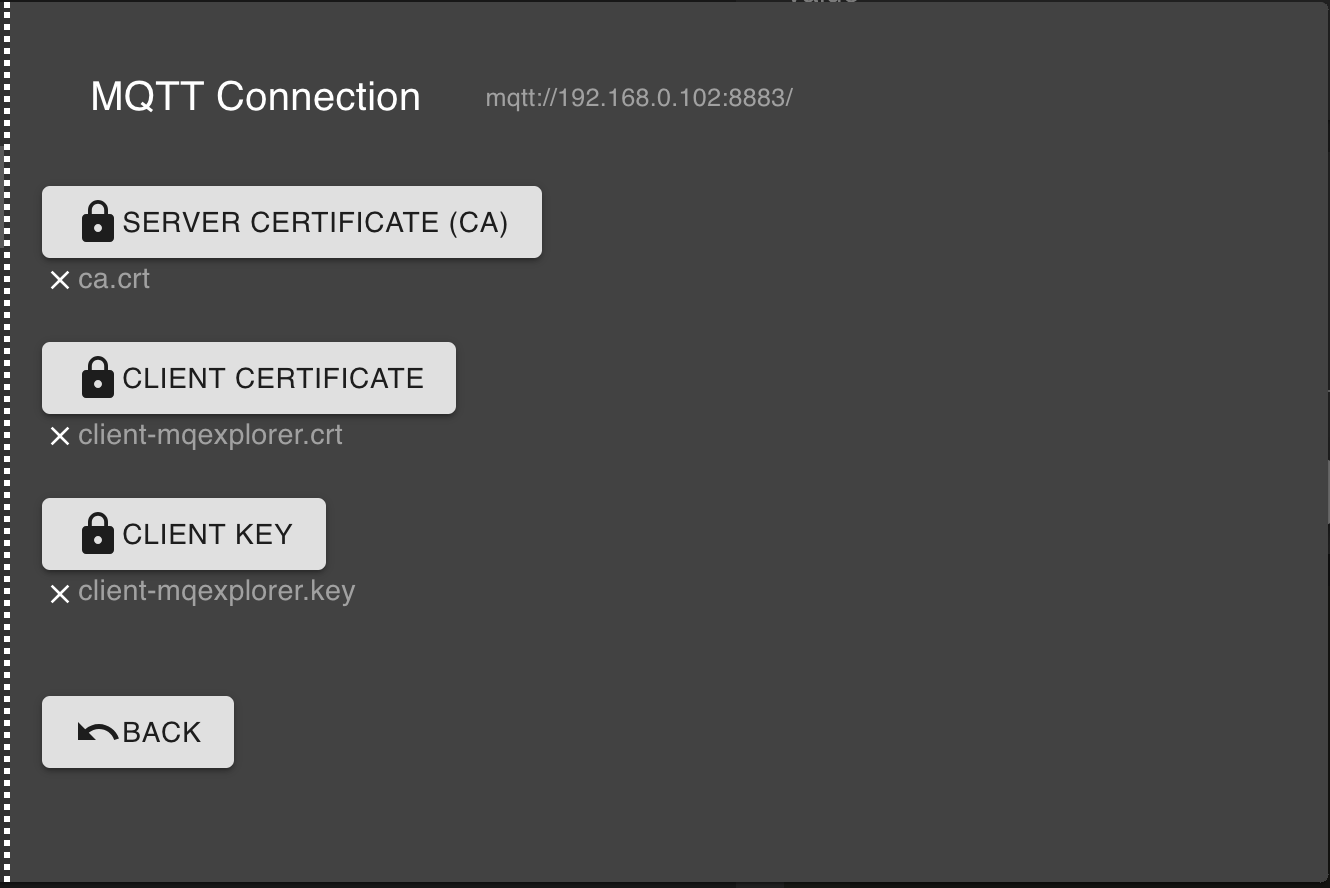 MQTT Connection mqtt://192.168.0.102:8883/
SERVER CERTIFICATE (CA)
ca.crt
CLIENT CERTIFICATE
client-mqexplorer.crt
CLIENT KEY
client-mqexplorer.key
BACK